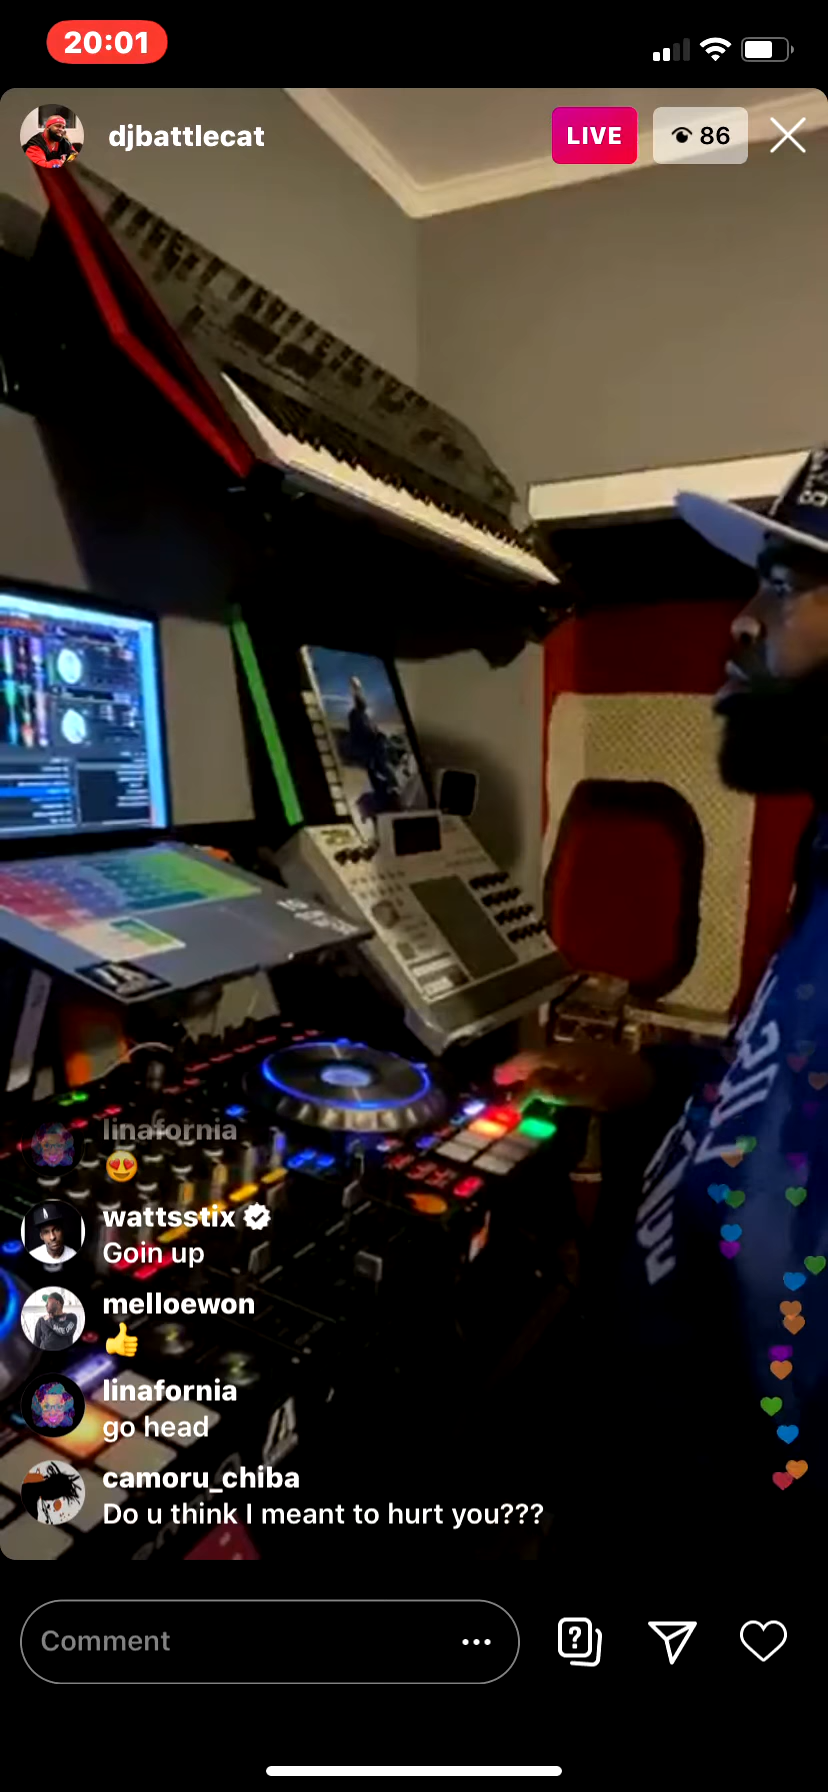 20:01
djbattlecat
LIVE
86
linafornia
😍
wattsstix
Goin up
melloewon
👍
linafornia
go head
camoru_chiba
Do u think I meant to hurt you???
Comment